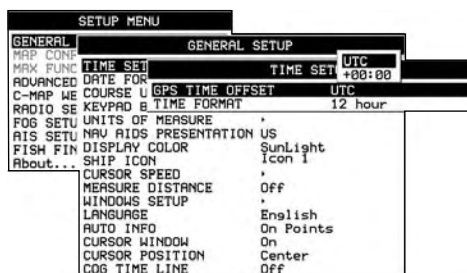 SETUP MENU
GENERAL
MAP CONF
MAX FUNC
ADVANCED
C-MAP WE
RADIO SE
FOG SETU
AIS SETU
FISH FIN
About...
GENERAL SETUP
TIME SET
DATE FOR
COURSE U
KEYPAD B
UNITS OF MEASURE
NAV AIDS PRESENTATION US
DISPLAY COLOR SunLight
SHIP ICON Icon 1
CURSOR SPEED
MEASURE DISTANCE Off
WINDOWS SETUP
LANGUAGE English
AUTO INFO On Points
CURSOR WINDOW On
CURSOR POSITION Center
COG TIME LINE Off
TIME SET
GPS TIME OFFSET UTC
TIME FORMAT 12 hour
UTC
+00:00